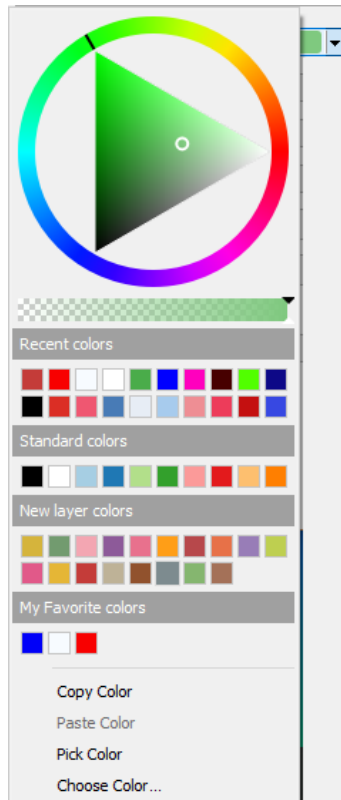 Recent colors
Standard colors
New layer colors
My Favorite colors
Copy Color
Paste Color
Pick Color
Choose Color...